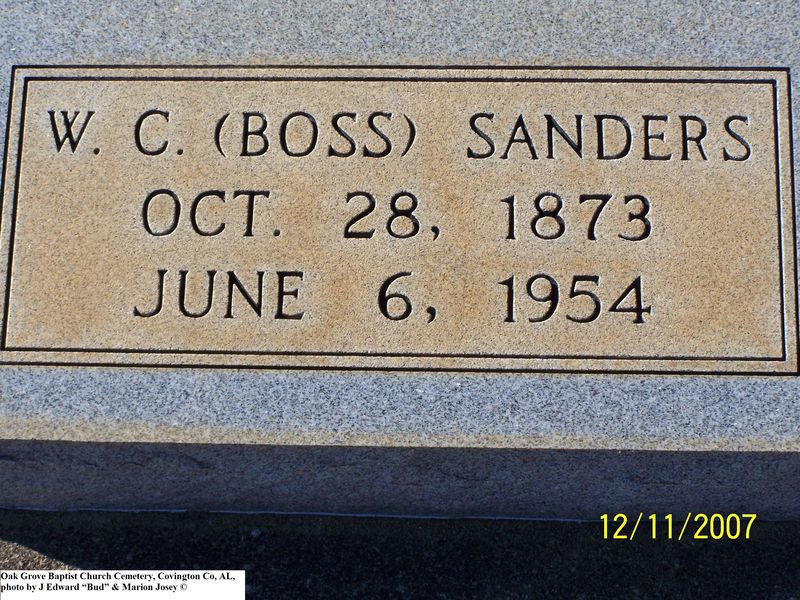 W. C. (BOSS) SANDERS
OCT. 28, 1873
JUNE 6, 1954
12/11/2007
Oak Grove Baptist Church Cemetery, Covington Co, AL,
photo by J Edward “Bud” & Marion Josey ©